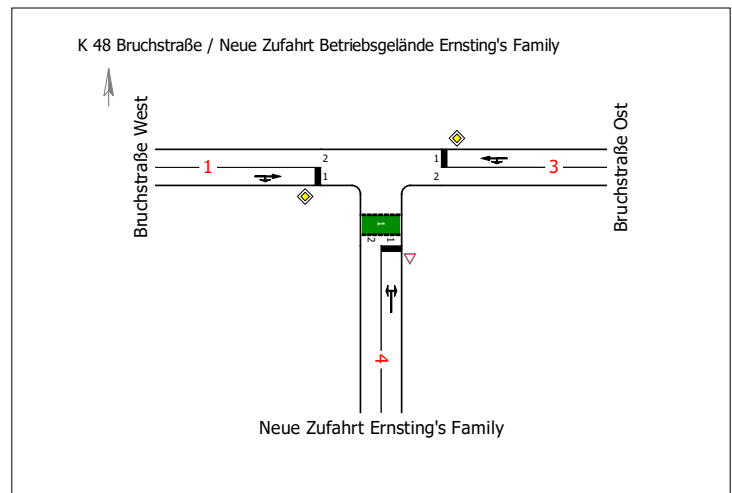 K 48 Bruchstraße / Neue Zufahrt Betriebsgelände Ernsting's Family
Bruchstraße West
Bruchstraße Ost
1
2
1
1
2
3
1
2
1
4
Neue Zufahrt Ernsting's Family